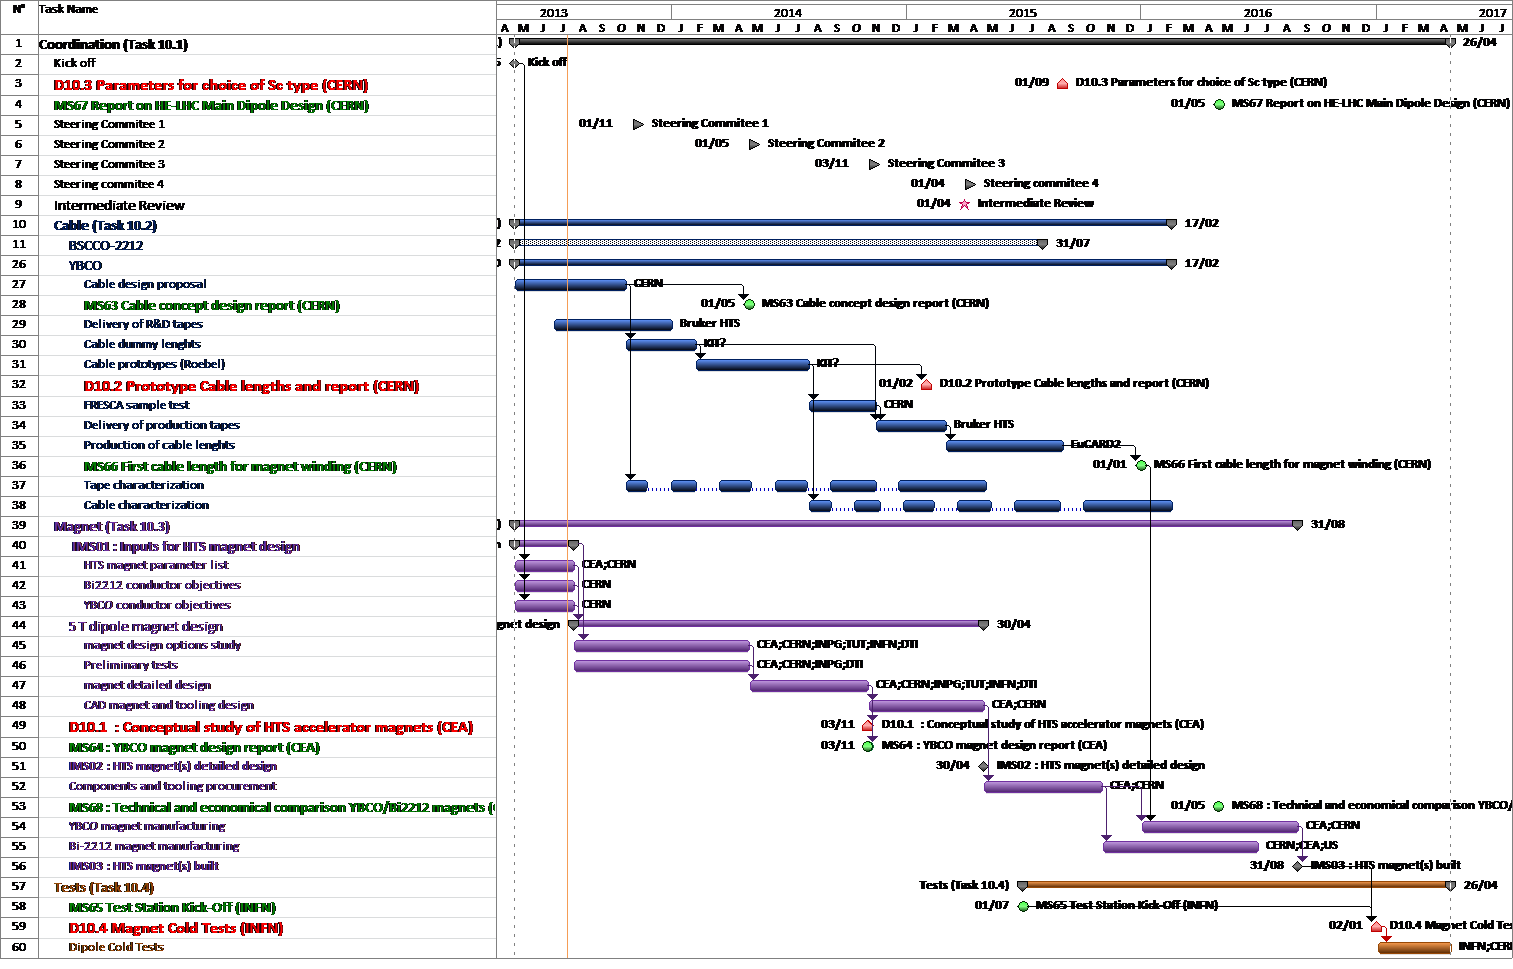 N° Task Name 2013 2014 2015 2016 2017
A M J J A S O N D J F M A M J J A S O N D J F M A M J J A S O N D J F M A M J J A S O N D J F M A M J J
1 Coordination (Task 10.1) 26/04
2 Kick off Kick off
3 D10.3 Parameters for choice of Sc type (CERN) 01/09 D10.3 Parameters for choice of Sc type (CERN)
4 MS67 Report on HE-LHC Main Dipole Design (CERN) 01/05 MS67 Report on HE-LHC Main Dipole Design (CERN)
5 Steering Commitee 1 01/11 Steering Commitee 1
6 Steering Commitee 2 01/05 Steering Commitee 2
7 Steering Commitee 3 03/11 Steering Commitee 3
8 Steering commitee 4 01/04 Steering commitee 4
9 Intermediate Review 01/04 Intermediate Review
10 Cable (Task 10.2) 17/02
11 BSCCO-2212 31/07
26 YBCO 17/02
27 Cable design proposal CERN
28 MS63 Cable concept design report (CERN) 01/05 MS63 Cable concept design report (CERN)
29 Delivery of R&D tapes Bruker HTS
30 Cable dummy lenghts KIT?
31 Cable prototypes (Roebel) KIT?
32 D10.2 Prototype Cable lengths and report (CERN) 01/02 D10.2 Prototype Cable lengths and report (CERN)
33 FRESCA sample test CERN
34 Delivery of production tapes Bruker HTS
35 Production of cable lenghts EuCARD2
36 MS66 First cable length for magnet winding (CERN) 01/01 MS66 First cable length for magnet winding (CERN)
37 Tape characterization
38 Cable characterization
39 Magnet (Task 10.3) 31/08
40 IMS01 : Inputs for HTS magnet design
41 HTS magnet parameter list CEA;CERN
42 Bi2212 conductor objectives CERN
43 YBCO conductor objectives CERN
44 5 T dipole magnet design gnet design 30/04
45 magnet design options study CEA;CERN;INPG;TUT;INFN;DTI
46 Preliminary tests CEA;CERN;INPG;DTI
47 magnet detailed design CEA;CERN;INPG;TUT;INFN;DTI
48 CAD magnet and tooling design CEA;CERN
49 D10.1 : Conceptual study of HTS accelerator magnets (CEA) 03/11 D10.1 : Conceptual study of HTS accelerator magnets (CEA)
50 MS64 : YBCO magnet design report (CEA) 03/11 MS64 : YBCO magnet design report (CEA)
51 IMS02 : HTS magnet(s) detailed design 30/04 IMS02 : HTS magnet(s) detailed design
52 Components and tooling procurement CEA;CERN
53 MS68 : Technical and economical comparison YBCO/Bi2212 magnets ( 01/05 MS68 : Technical and economical comparison YBCO/
54 YBCO magnet manufacturing CEA;CERN
55 Bi-2212 magnet manufacturing CERN;CEA;US
56 IMS03 : HTS magnet(s) built 31/08 IMS03 : HTS magnet(s) built
57 Tests (Task 10.4) Tests (Task 10.4) 26/04
58 MS65 Test Station Kick-Off (INFN) 01/07 MS65 Test Station Kick-Off (INFN)
59 D10.4 Magnet Cold Tests (INFN) 02/01 D10.4 Magnet Cold Tes
60 Dipole Cold Tests INFN;CER